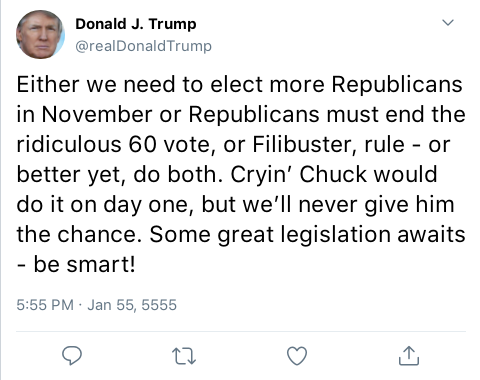 Donald J. Trump
@realDonaldTrump
Either we need to elect more Republicans
in November or Republicans must end the
ridiculous 60 vote, or Filibuster, rule - or
better yet, do both. Cryin’ Chuck would
do it on day one, but we’ll never give him
the chance. Some great legislation awaits
- be smart!
5:55 PM · Jan 55, 5555